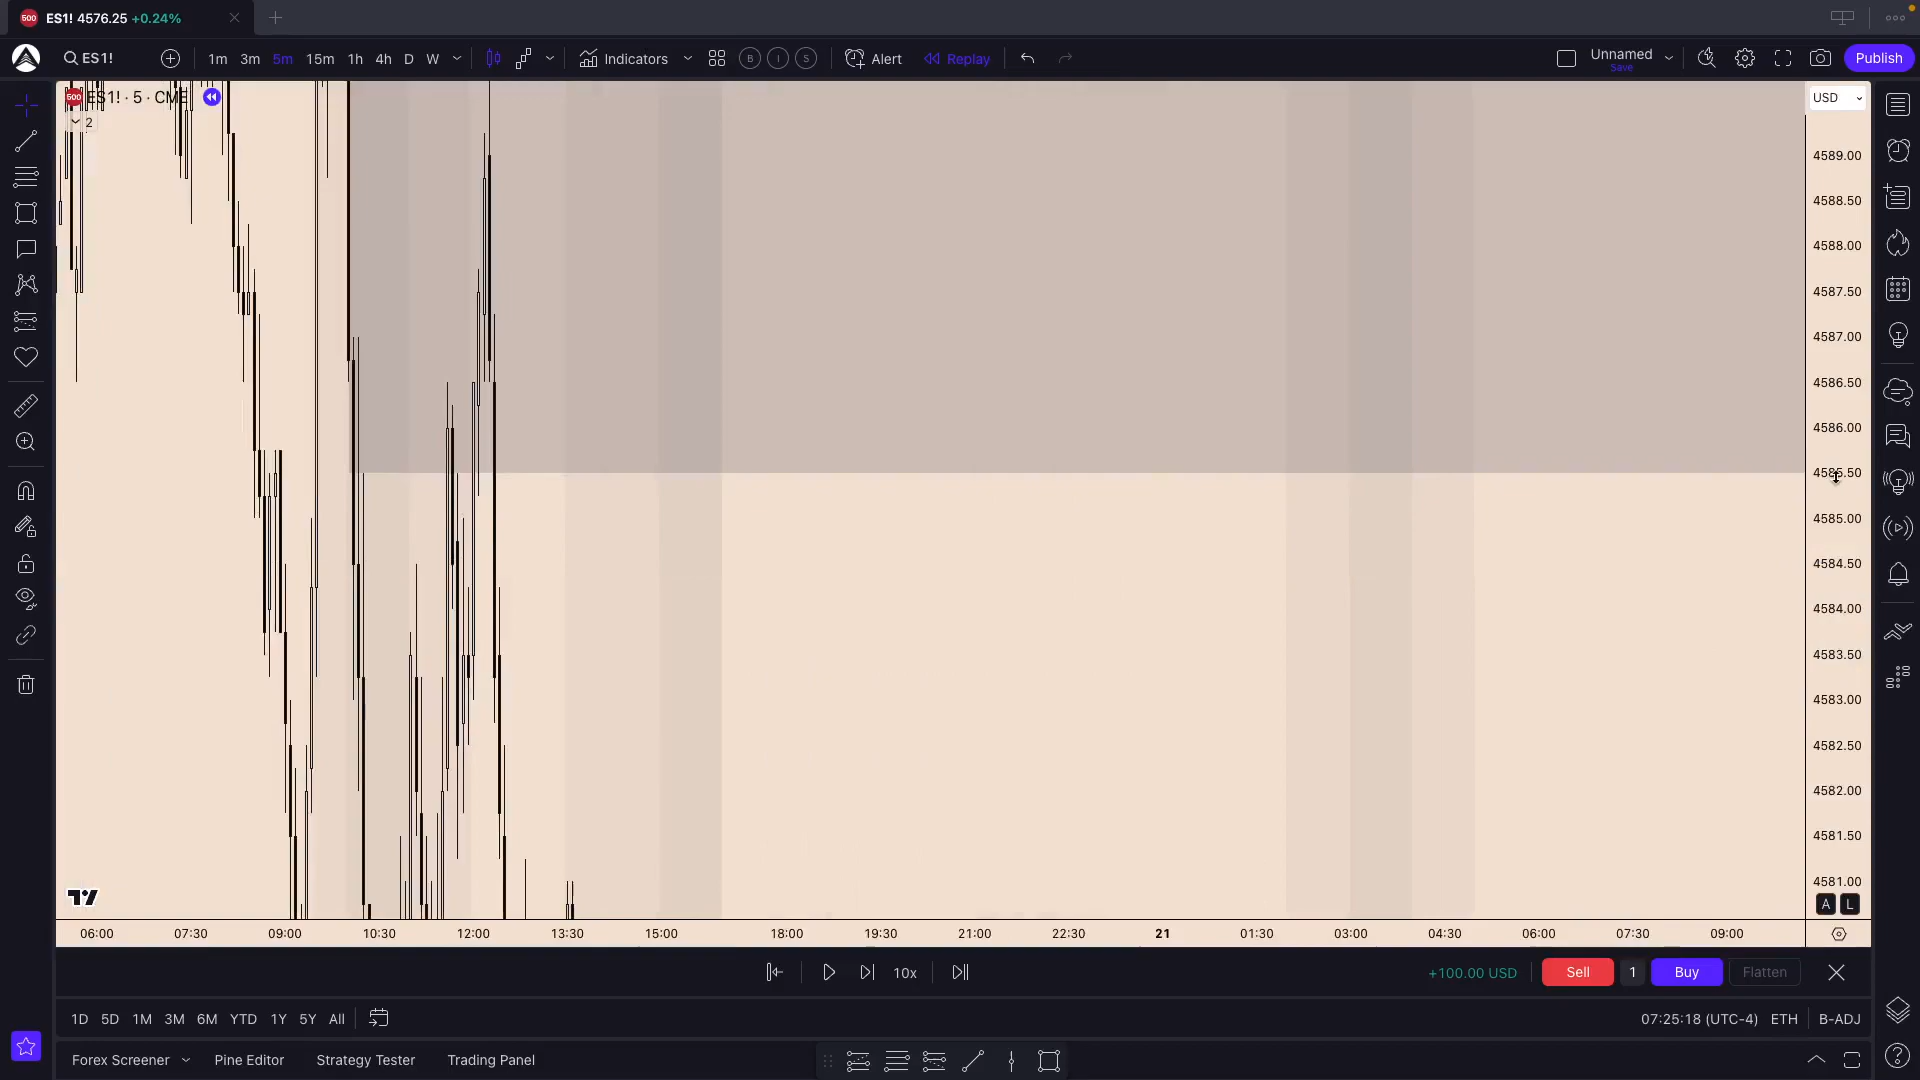 500 ES1! 4576.25 +0.24%
ES1! 1m 3m 5m 15m 1h 4h D W Indicators B I S Alert Replay Unnamed Save Publish
500 ES1! · 5 · CME
2
USD
4589.00
4588.50
4588.00
4587.50
4587.00
4586.50
4586.00
4585.50
4585.00
4584.50
4584.00
4583.50
4583.00
4582.50
4582.00
4581.50
4581.00
A L
06:00 07:30 09:00 10:30 12:00 13:30 15:00 18:00 19:30 21:00 22:30 21 01:30 03:00 04:30 06:00 07:30 09:00
10x +100.00 USD Sell 1 Buy Flatten
1D 5D 1M 3M 6M YTD 1Y 5Y All 07:25:18 (UTC-4) ETH B-ADJ
Forex Screener Pine Editor Strategy Tester Trading Panel